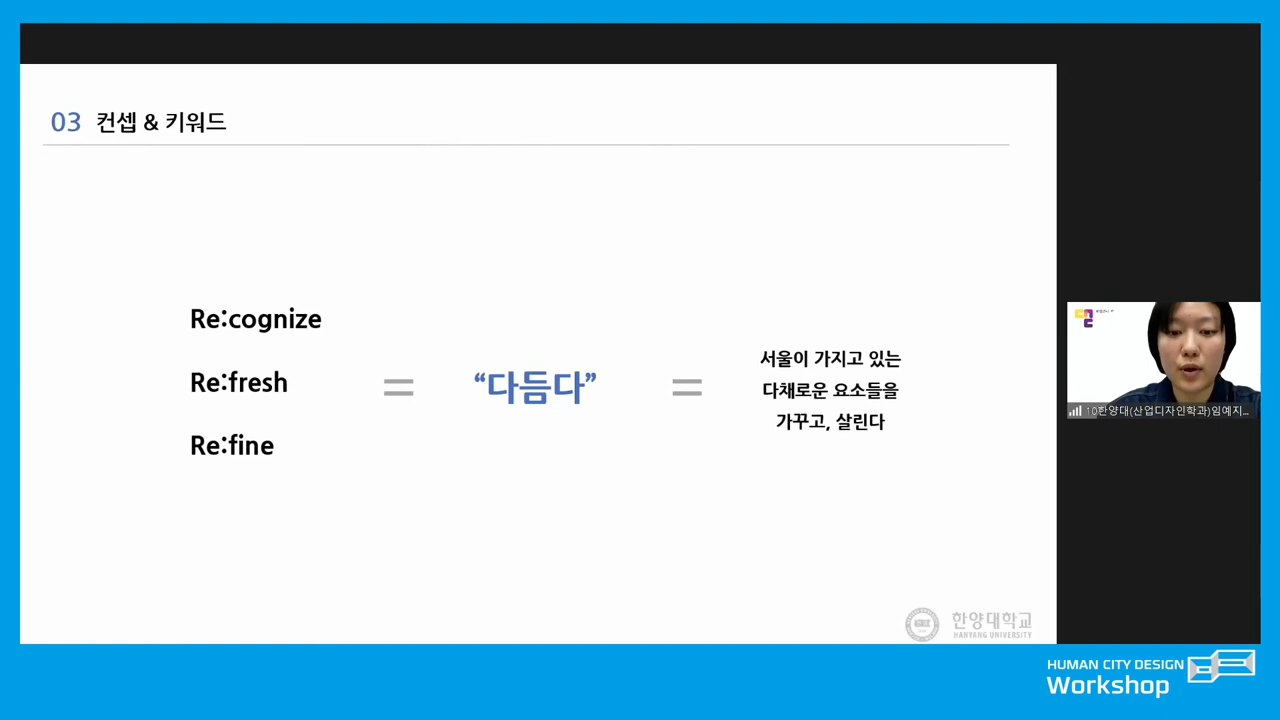 03 컨셉 & 키워드
Re:cognize
Re:fresh
Re:fine
=
“다듬다”
=
서울이 가지고 있는
다채로운 요소들을
가꾸고, 살린다
10한양대(산업디자인학과)임예지...
한양대학교
HANYANG UNIVERSITY
HUMAN CITY DESIGN
Workshop